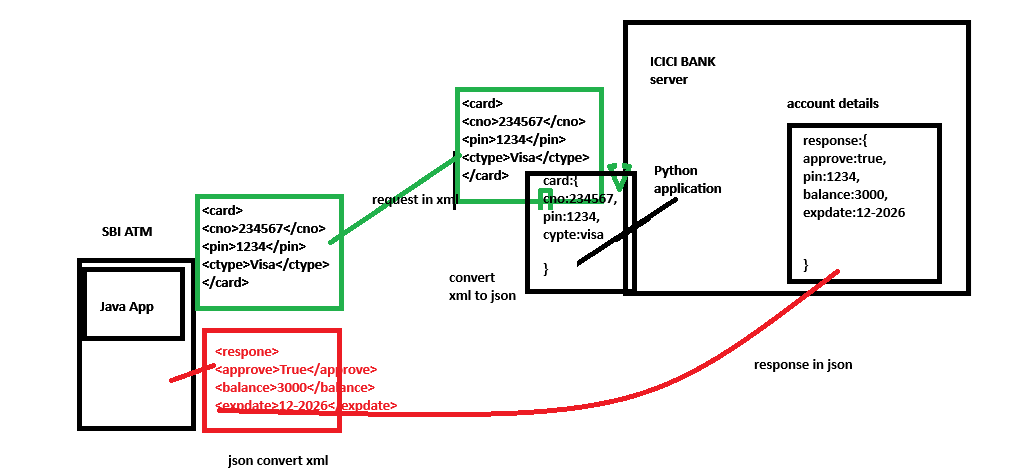 ICICI BANK
server
account details
response:{
approve:true,
pin:1234,
balance:3000,
expdate:12-2026
}
<card>
<cno>234567</cno>
<pin>1234</pin>
<ctype>Visa</ctype>
</card>
Python
application
card:{
cno:234567,
pin:1234,
cypte:visa
}
request in xml
convert
xml to json
<card>
<cno>234567</cno>
<pin>1234</pin>
<ctype>Visa</ctype>
</card>
SBI ATM
Java App
<respone>
<approve>True</approve>
<balance>3000</balance>
<expdate>12-2026</expdate>
response in json
json convert xml